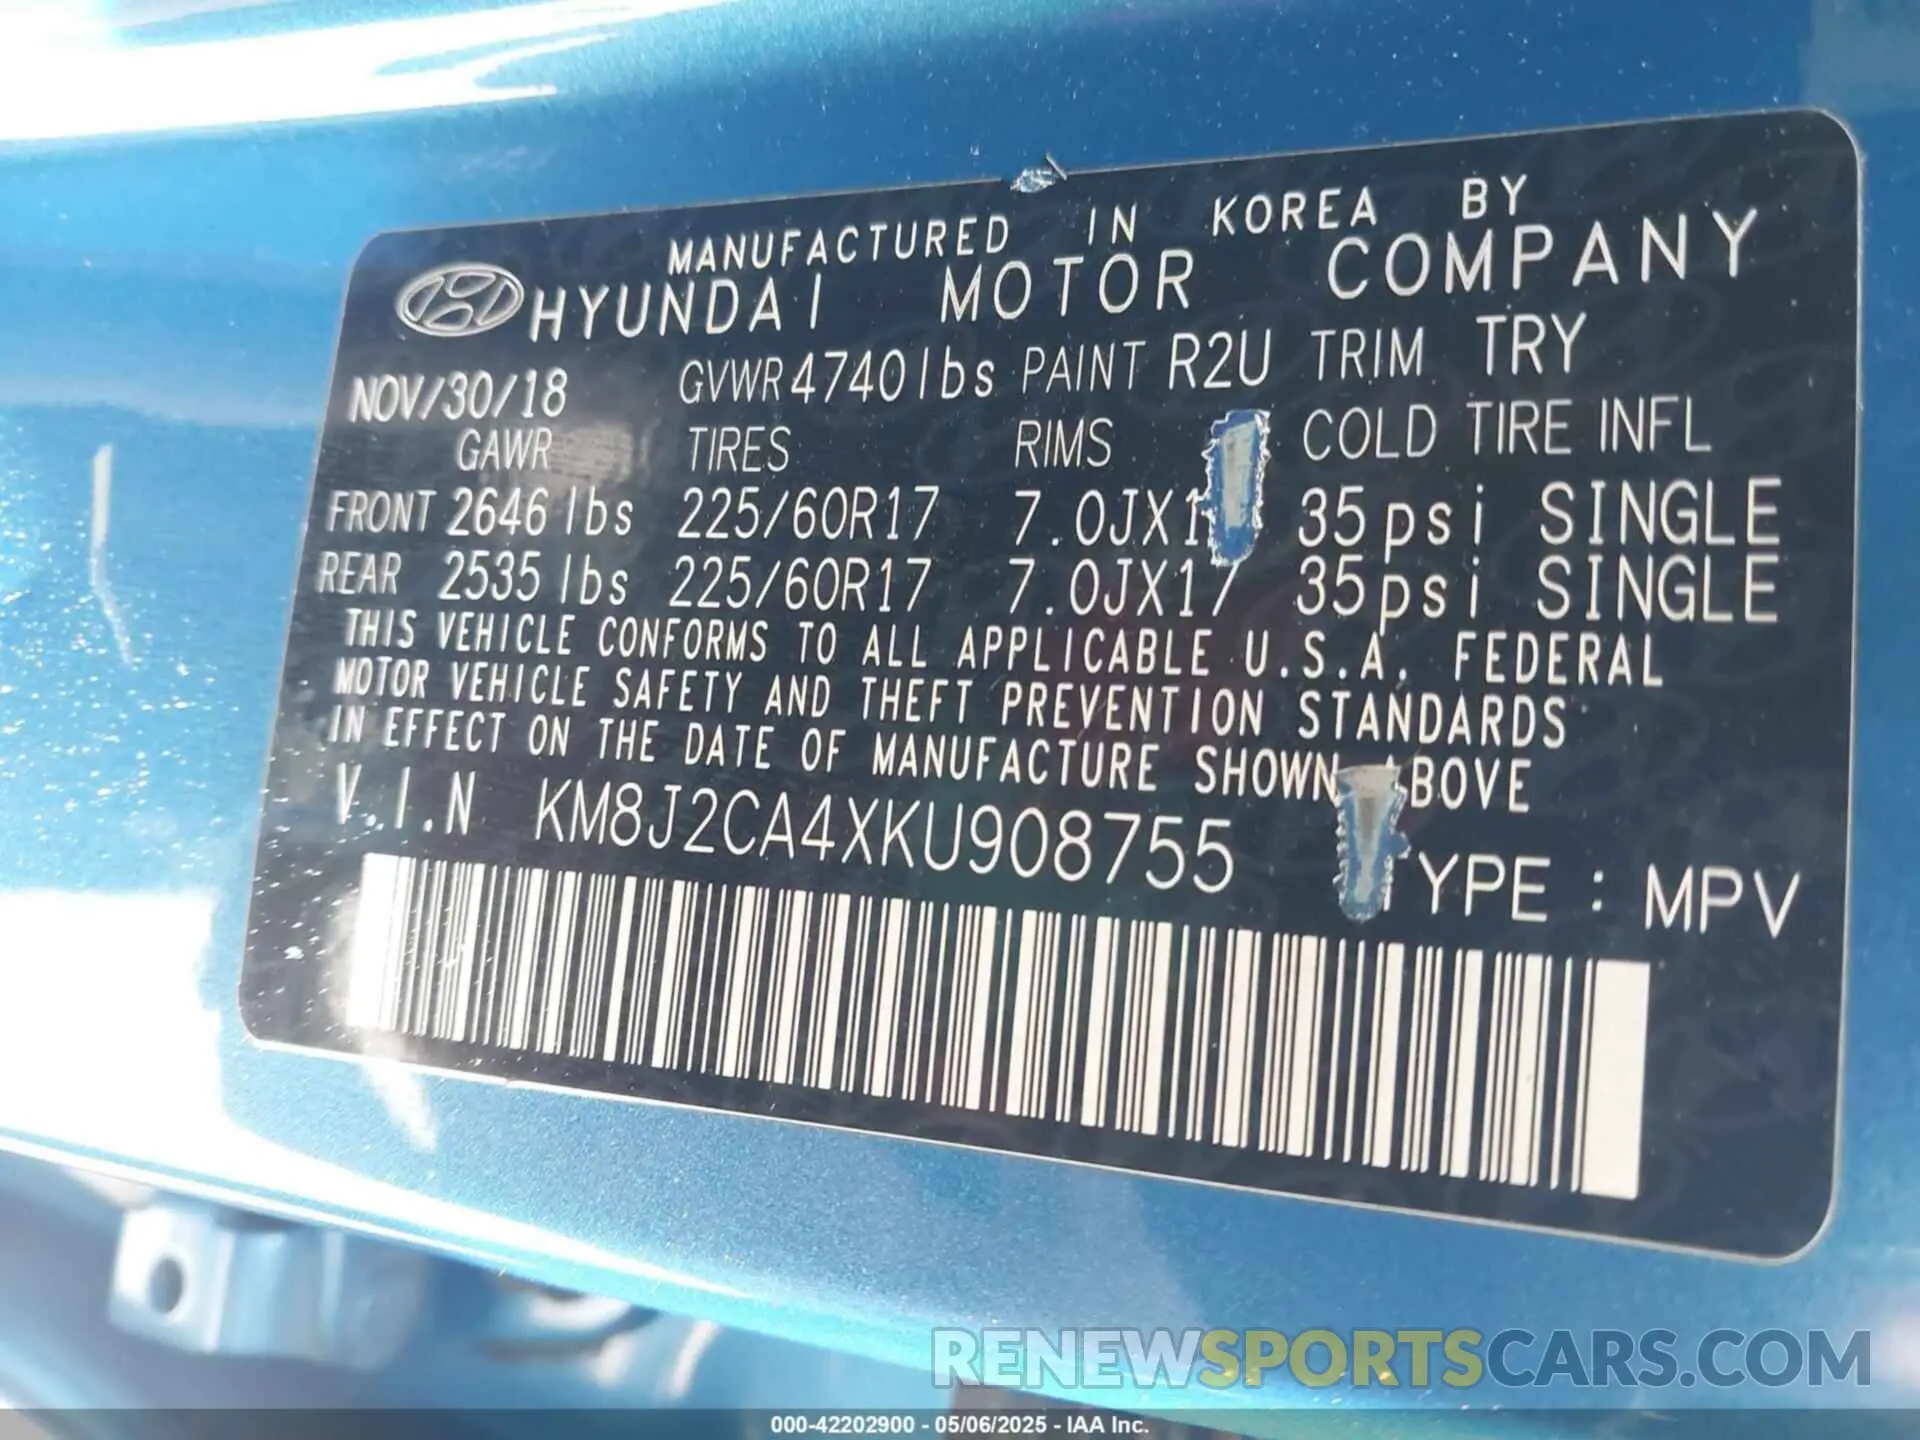 MANUFACTURED IN KOREA BY
HYUNDAI MOTOR COMPANY
NOV/30/18 GVWR 4740lbs PAINT R2U TRIM TRY
GAWR TIRES RIMS COLD TIRE INFL
FRONT 2646 lbs 225/60R17 7.0JX1 35psi SINGLE
REAR 2535 lbs 225/60R17 7.0JX17 35psi SINGLE
THIS VEHICLE CONFORMS TO ALL APPLICABLE U.S.A. FEDERAL
MOTOR VEHICLE SAFETY AND THEFT PREVENTION STANDARDS
IN EFFECT ON THE DATE OF MANUFACTURE SHOWN ABOVE
V.I.N KM8J2CA4XKU908755
TYPE : MPV
RENEWSPORTSCARS.COM
000-42202900 - 05/06/2025 - IAA Inc.